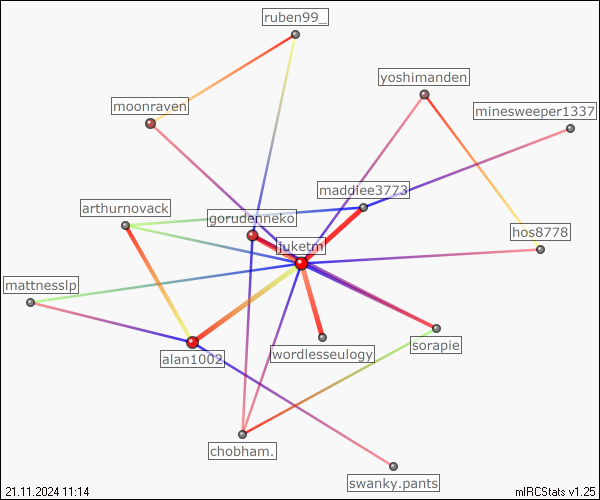 ruben99_
yoshimanden
moonraven
minesweeper1337
maddiee3773
arthurnovack
gorudenneko
hos8778
juketm
mattnesslp
sorapie
wordlesseulogy
alan1002
chobham.
swanky.pants
21.11.2024 11:14
mIRCStats v1.25